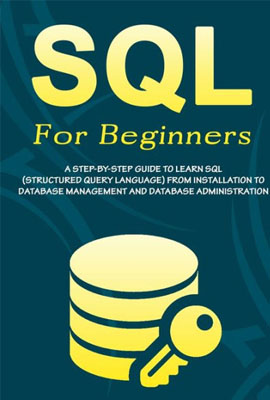 SQL
For Beginners
A STEP-BY-STEP GUIDE TO LEARN SQL
(STRUCTURED QUERY LANGUAGE) FROM INSTALLATION TO
DATABASE MANAGEMENT AND DATABASE ADMINISTRATION